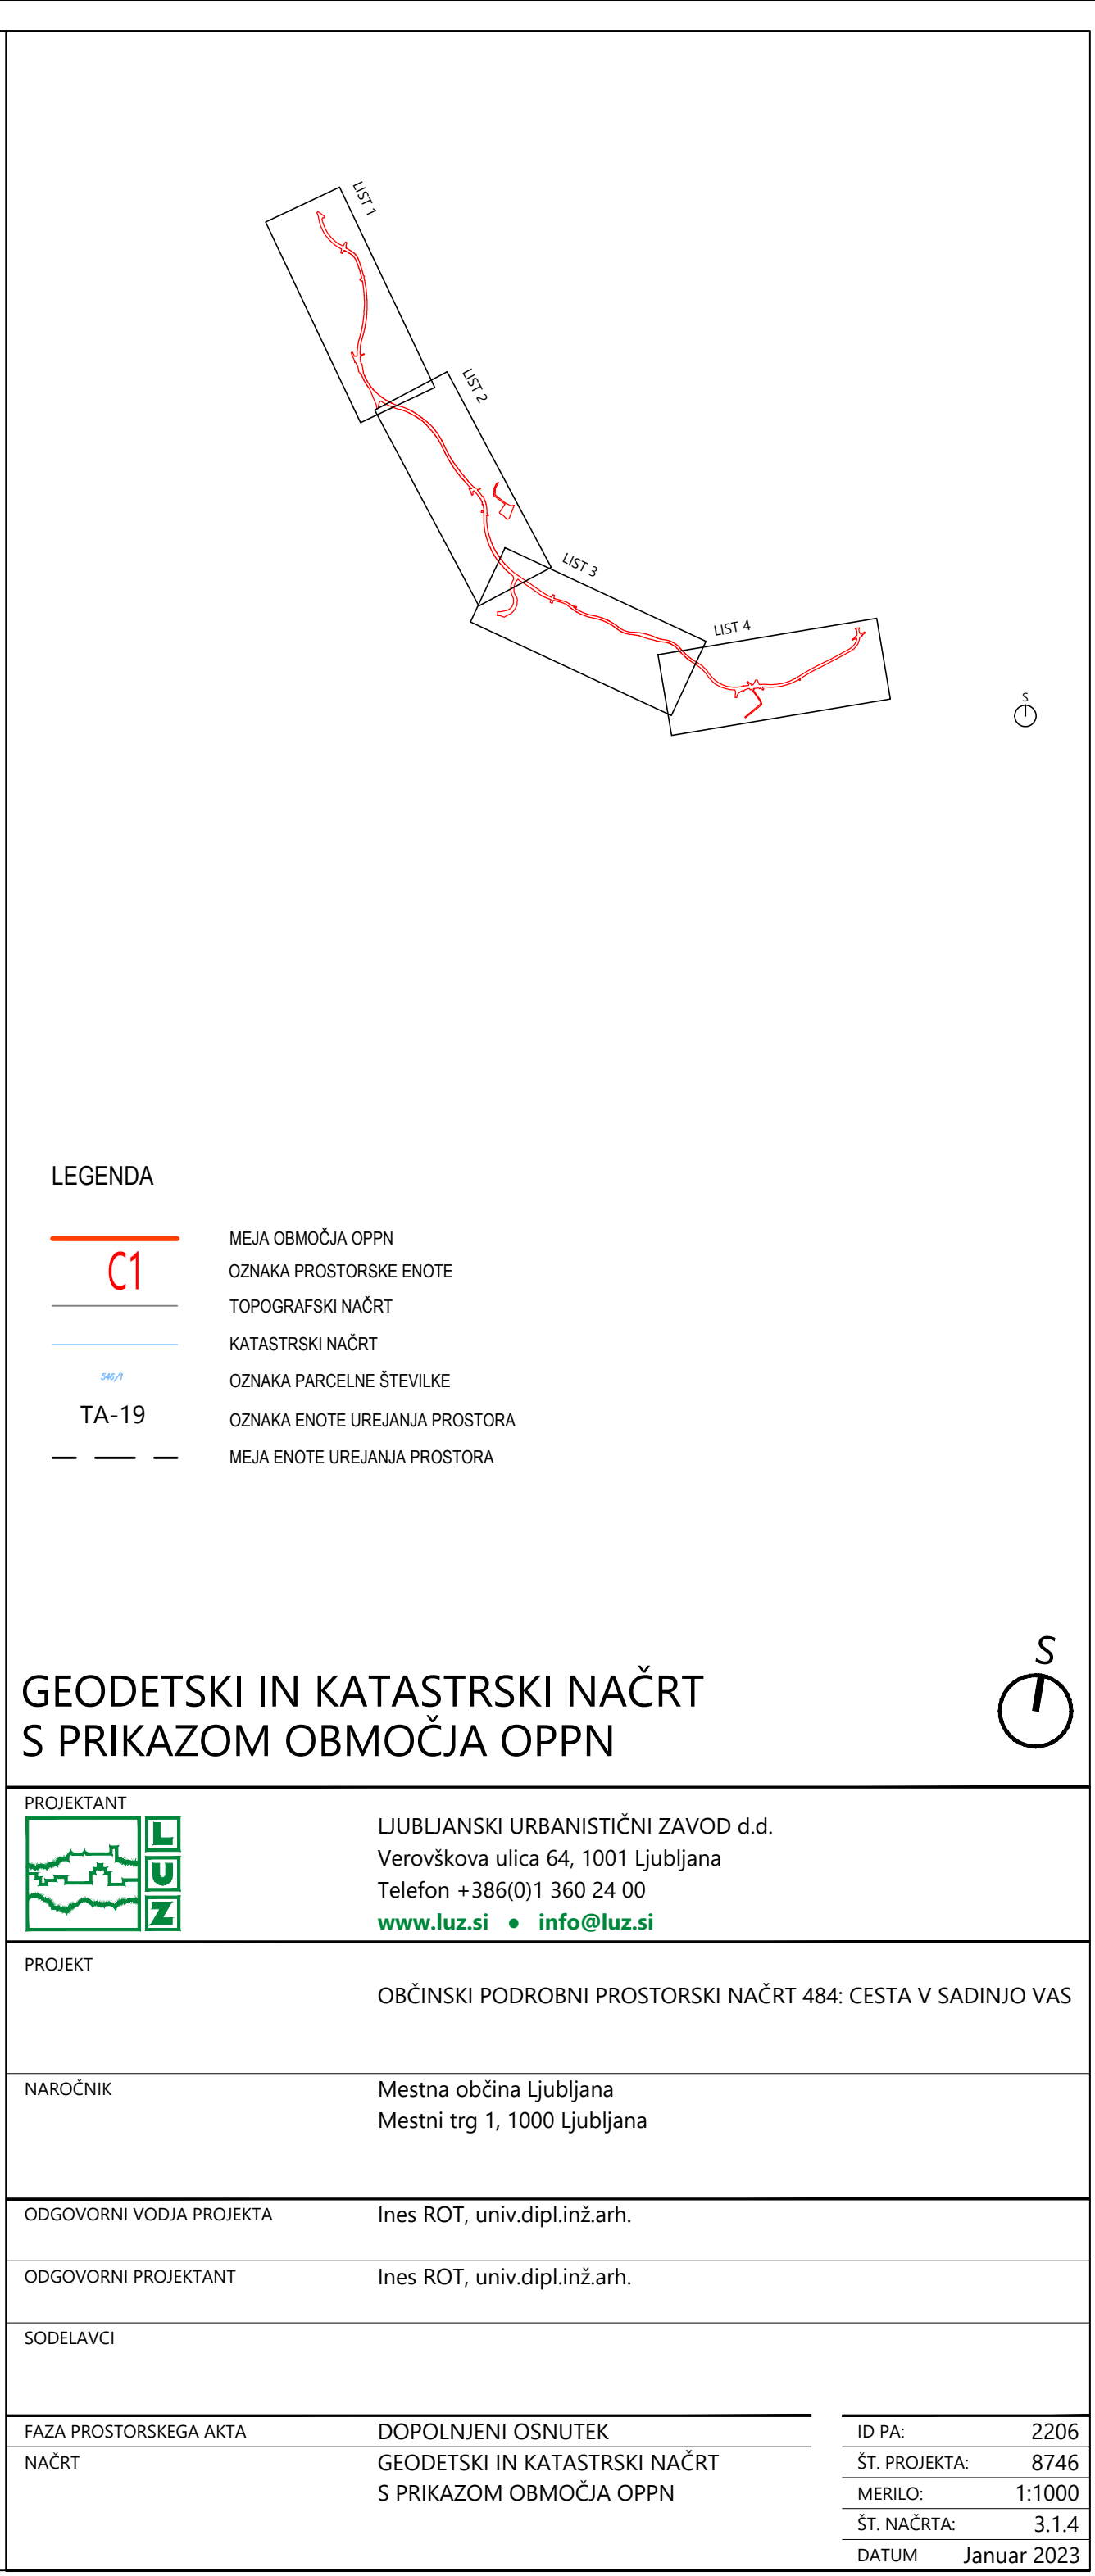 LIST 1
LIST 2
LIST 3
LIST 4
S
LEGENDA
MEJA OBMOČJA OPPN
C1 OZNAKA PROSTORSKE ENOTE
TOPOGRAFSKI NAČRT
KATASTRSKI NAČRT
546/1 OZNAKA PARCELNE ŠTEVILKE
TA-19 OZNAKA ENOTE UREJANJA PROSTORA
MEJA ENOTE UREJANJA PROSTORA
S
GEODETSKI IN KATASTRSKI NAČRT
S PRIKAZOM OBMOČJA OPPN
PROJEKTANT
L
U
Z
LJUBLJANSKI URBANISTIČNI ZAVOD d.d.
Verovškova ulica 64, 1001 Ljubljana
Telefon +386(0)1 360 24 00
www.luz.si ● info@luz.si
PROJEKT
OBČINSKI PODROBNI PROSTORSKI NAČRT 484: CESTA V SADINJO VAS
NAROČNIK Mestna občina Ljubljana
Mestni trg 1, 1000 Ljubljana
ODGOVORNI VODJA PROJEKTA Ines ROT, univ.dipl.inž.arh.
ODGOVORNI PROJEKTANT Ines ROT, univ.dipl.inž.arh.
SODELAVCI
FAZA PROSTORSKEGA AKTA DOPOLNJENI OSNUTEK
NAČRT GEODETSKI IN KATASTRSKI NAČRT
S PRIKAZOM OBMOČJA OPPN
ID PA: 2206
ŠT. PROJEKTA: 8746
MERILO: 1:1000
ŠT. NAČRTA: 3.1.4
DATUM Januar 2023